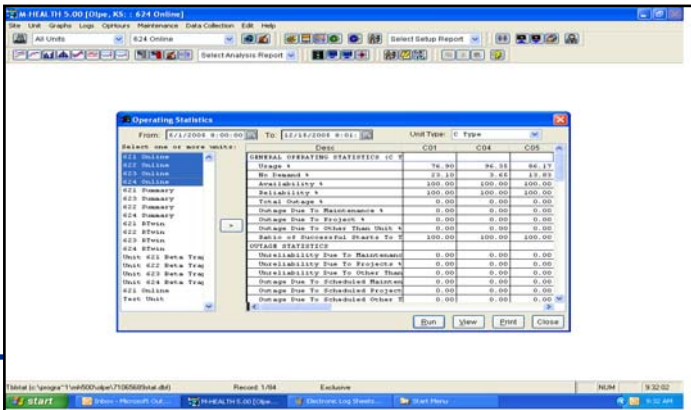 M-HEALTH 5.00 [Olpe, KS: : 624 Online]
Site Unit Graphs Logs OpHours Maintenance Data Collection Edit Help
All Units 624 Online Select Setup Report
Select Analysis Report
Operating Statistics
From: 6/1/2006 8:00:00 To: 12/18/2006 8:01: Unit Type: C Type
Select one or more units:
621 Online
622 Online
623 Online
624 Online
621 Summary
623 Summary
622 Summary
624 Summary
621 BTwin
622 BTwin
623 BTwin
624 BTwin
Unit 621 Beta Trap
Unit 622 Beta Trap
Unit 623 Beta Trap
Unit 624 Beta Trap
621 Online
Test Unit
>
Desc C01 C04 C05
GENERAL OPERATING STATISTICS (C T
Usage % 76.90 96.35 86.17
No Demand % 23.10 3.65 13.83
Availability % 100.00 100.00 100.00
Reliability % 100.00 100.00 100.00
Total Outage % 0.00 0.00 0.00
Outage Due To Maintenance % 0.00 0.00 0.00
Outage Due To Project % 0.00 0.00 0.00
Outage Due To Other Than Unit % 0.00 0.00 0.00
Ratio of Successful Starts To T 100.00 100.00 100.00
OUTAGE STATISTICS
Unreliability Due To Maintenanc 0.00 0.00 0.00
Unreliability Due To Projects % 0.00 0.00 0.00
Unreliability Due To Other Than 0.00 0.00 0.00
Outage Due To Scheduled Mainten 0.00 0.00 0.00
Outage Due To Scheduled Project 0.00 0.00 0.00
Outage Due To Scheduled Other T 0.00 0.00 0.00
Run View Print Close
Record: 1/84 Exclusive NUM 9:32:02
start Inbox - Microsoft Out... M-HEALTH 5.00 [Olpe... Electronic Log Sheets... Start Menu 9:32 AM